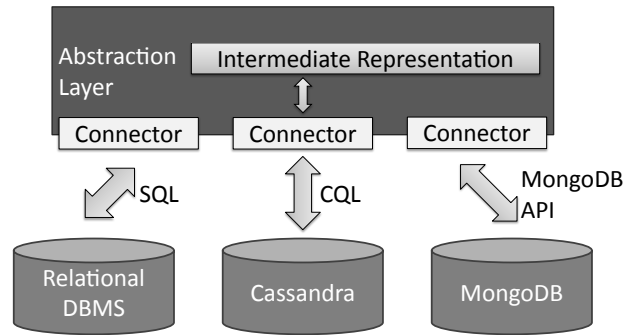 Abstraction
Layer
Intermediate Representation
Connector
Connector
Connector
SQL
CQL
MongoDB
API
Relational
DBMS
Cassandra
MongoDB